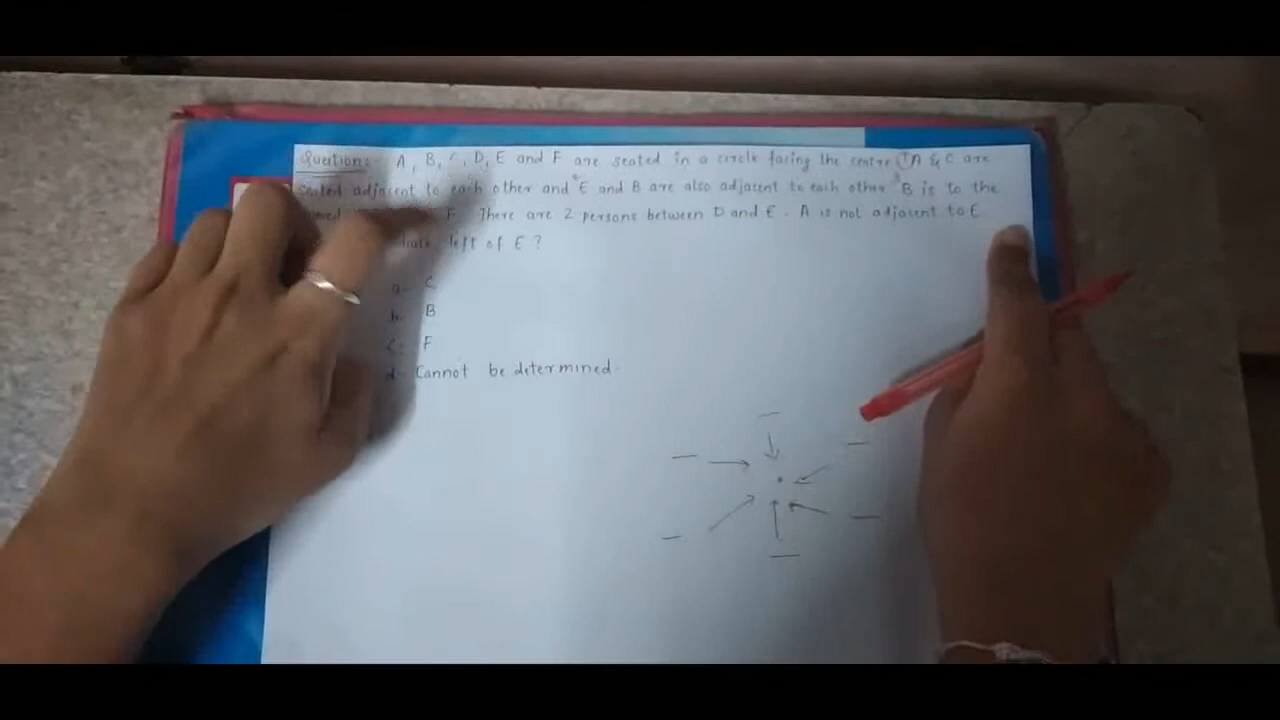 Question:- A, B, C, D, E and F are seated in a circle facing the centre ① A & C are
seated adjacent to each other and E and B are also adjacent to each other B is to the
F. There are 2 persons between D and E. A is not adjacent to E
left of E ?
a. C
b. B
c. F
d. Cannot be determined.